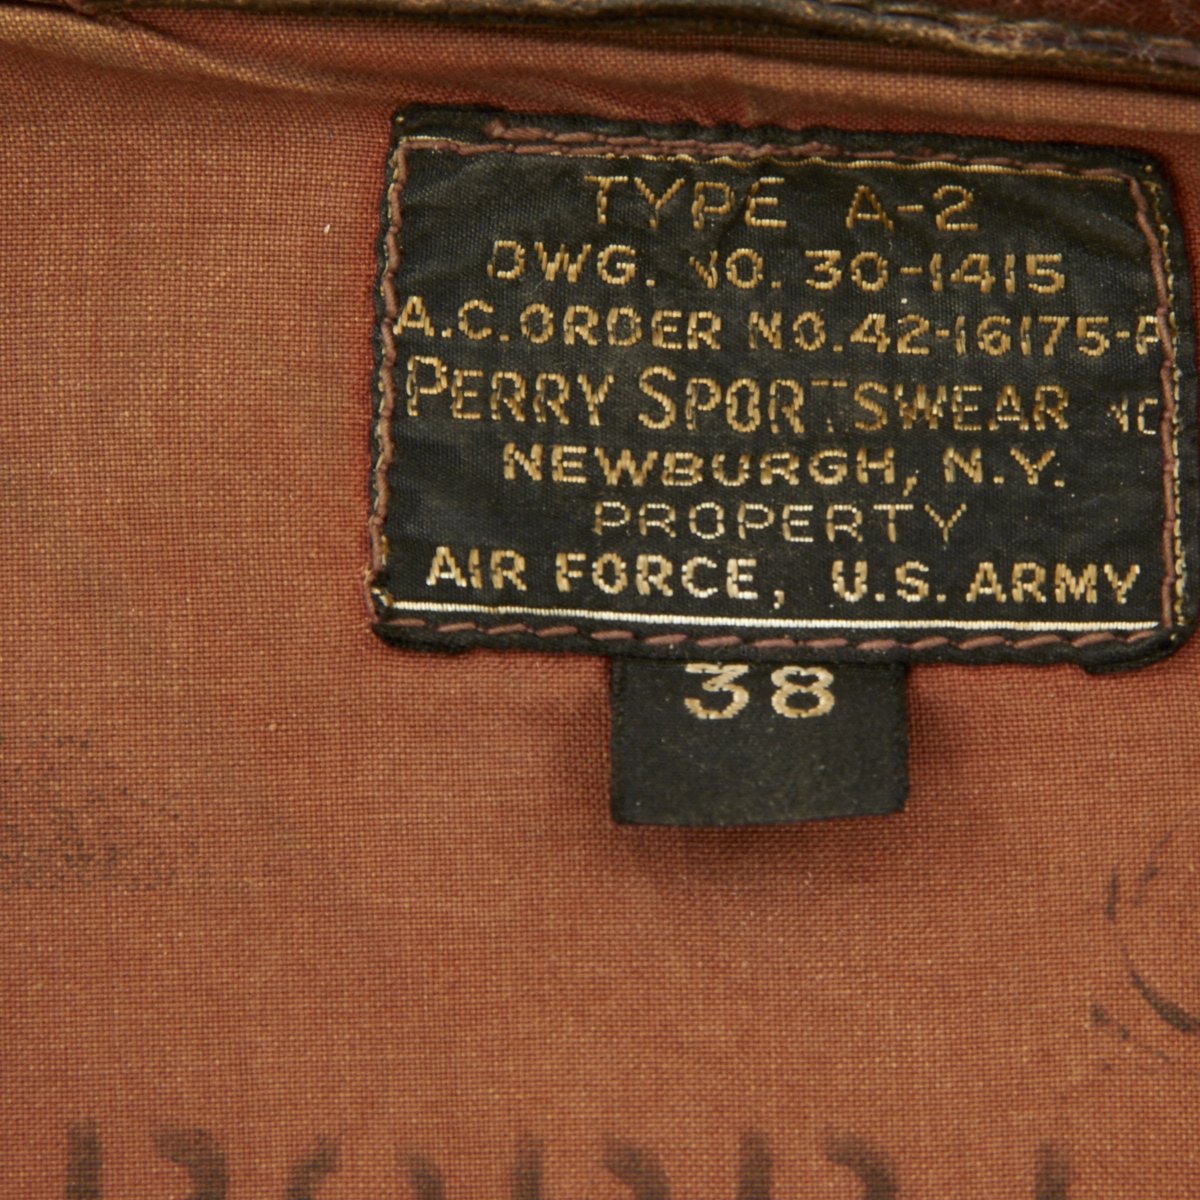 TYPE A-2
DWG. NO. 30-1415
A.C. ORDER NO. 42-16175-P
PERRY SPORTSWEAR
NEWBURGH, N.Y.
PROPERTY
AIR FORCE, U.S. ARMY
38